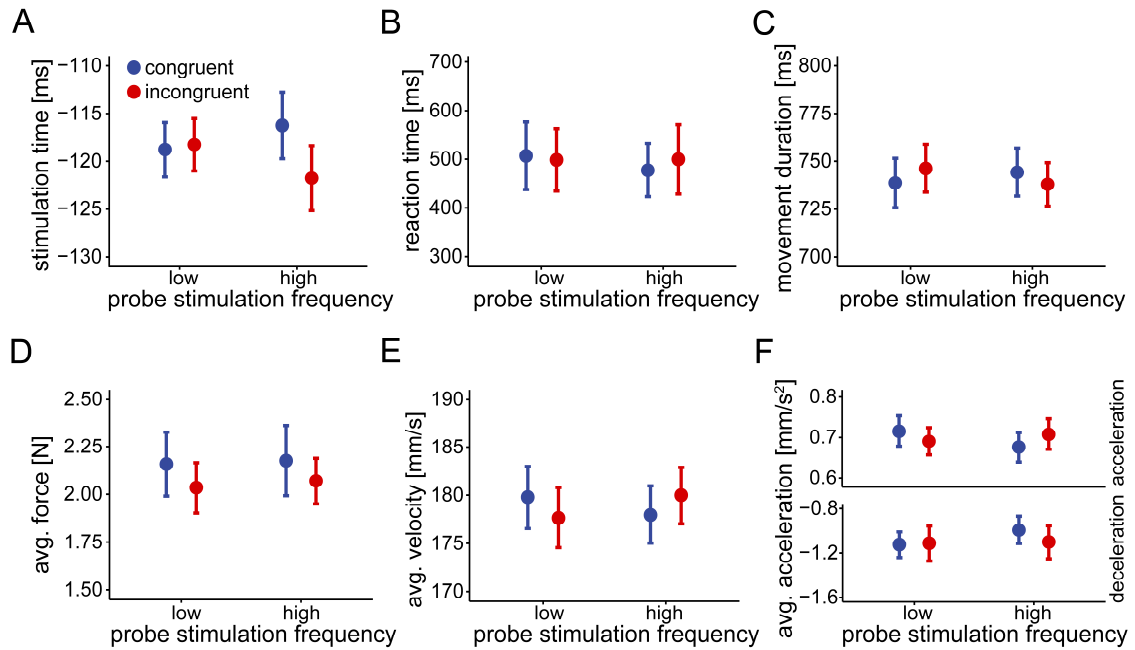 A
stimulation time [ms]
−110
−115
−120
−125
−130
congruent
incongruent
low
high
probe stimulation frequency
B
reaction time [ms]
700
600
500
400
300
low
high
probe stimulation frequency
C
movement duration [ms]
800
775
750
725
700
low
high
probe stimulation frequency
D
avg. force [N]
2.50
2.25
2.00
1.75
1.50
low
high
probe stimulation frequency
E
avg. velocity [mm/s]
190
185
180
175
170
low
high
probe stimulation frequency
F
avg. acceleration [mm/s²]
0.8
0.7
0.6
−0.8
−1.2
−1.6
acceleration
deceleration
low
high
probe stimulation frequency